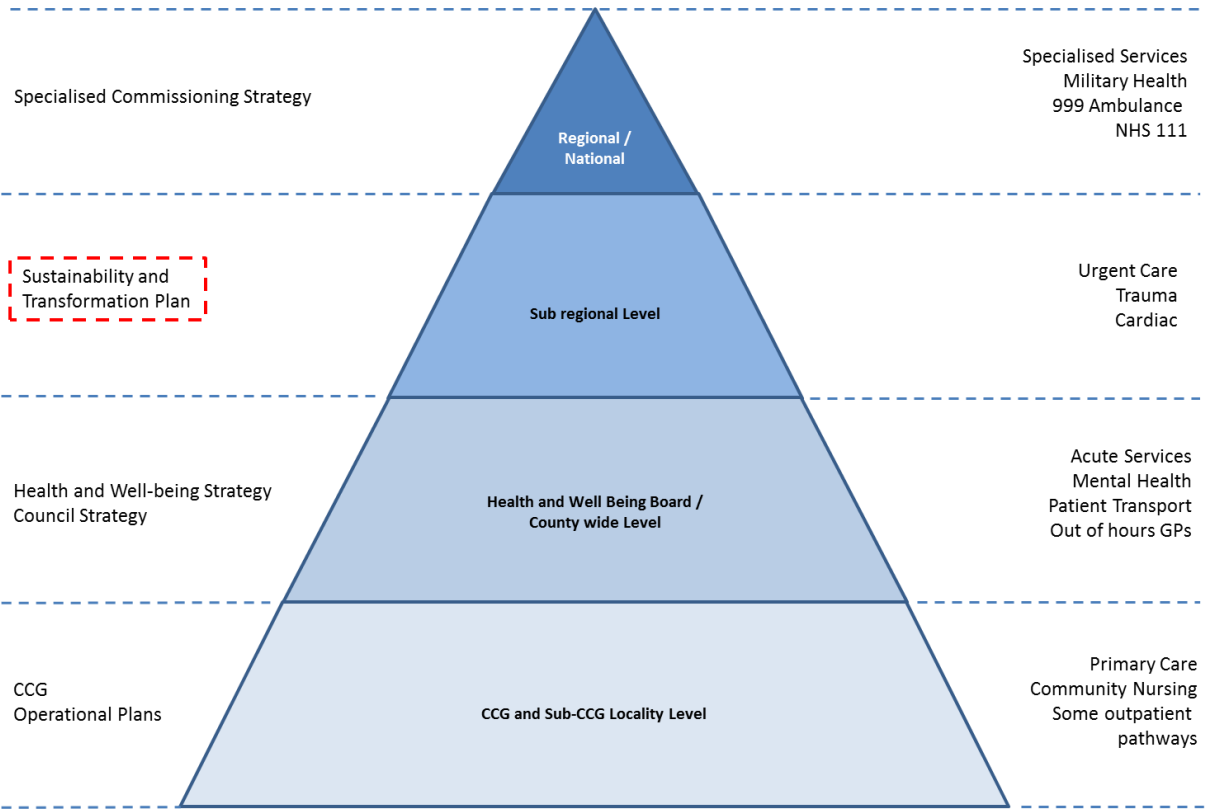 Specialised Commissioning Strategy
Regional /
National
Specialised Services
Military Health
999 Ambulance
NHS 111
Sustainability and
Transformation Plan
Sub regional Level
Urgent Care
Trauma
Cardiac
Health and Well-being Strategy
Council Strategy
Health and Well Being Board /
County wide Level
Acute Services
Mental Health
Patient Transport
Out of hours GPs
CCG
Operational Plans
CCG and Sub-CCG Locality Level
Primary Care
Community Nursing
Some outpatient
pathways